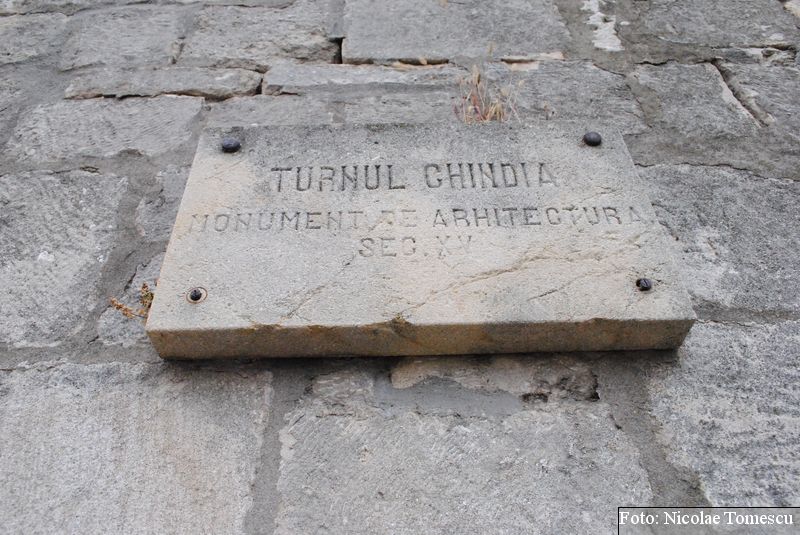 TURNUL CHINDIA
MONUMENT DE ARHITECTURA
SEC. XV
Foto: Nicolae Tomescu